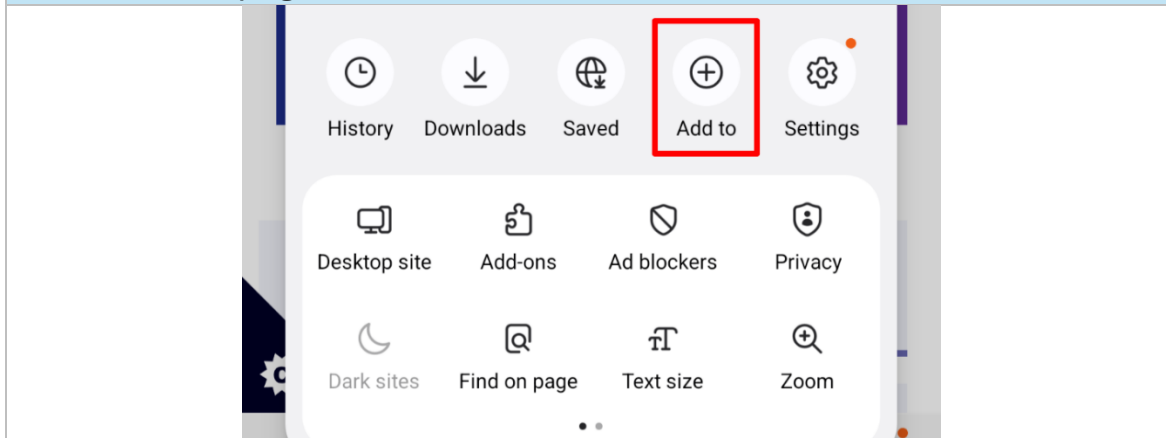 History Downloads Saved Add to Settings
Desktop site Add-ons Ad blockers Privacy
Dark sites Find on page Text size Zoom